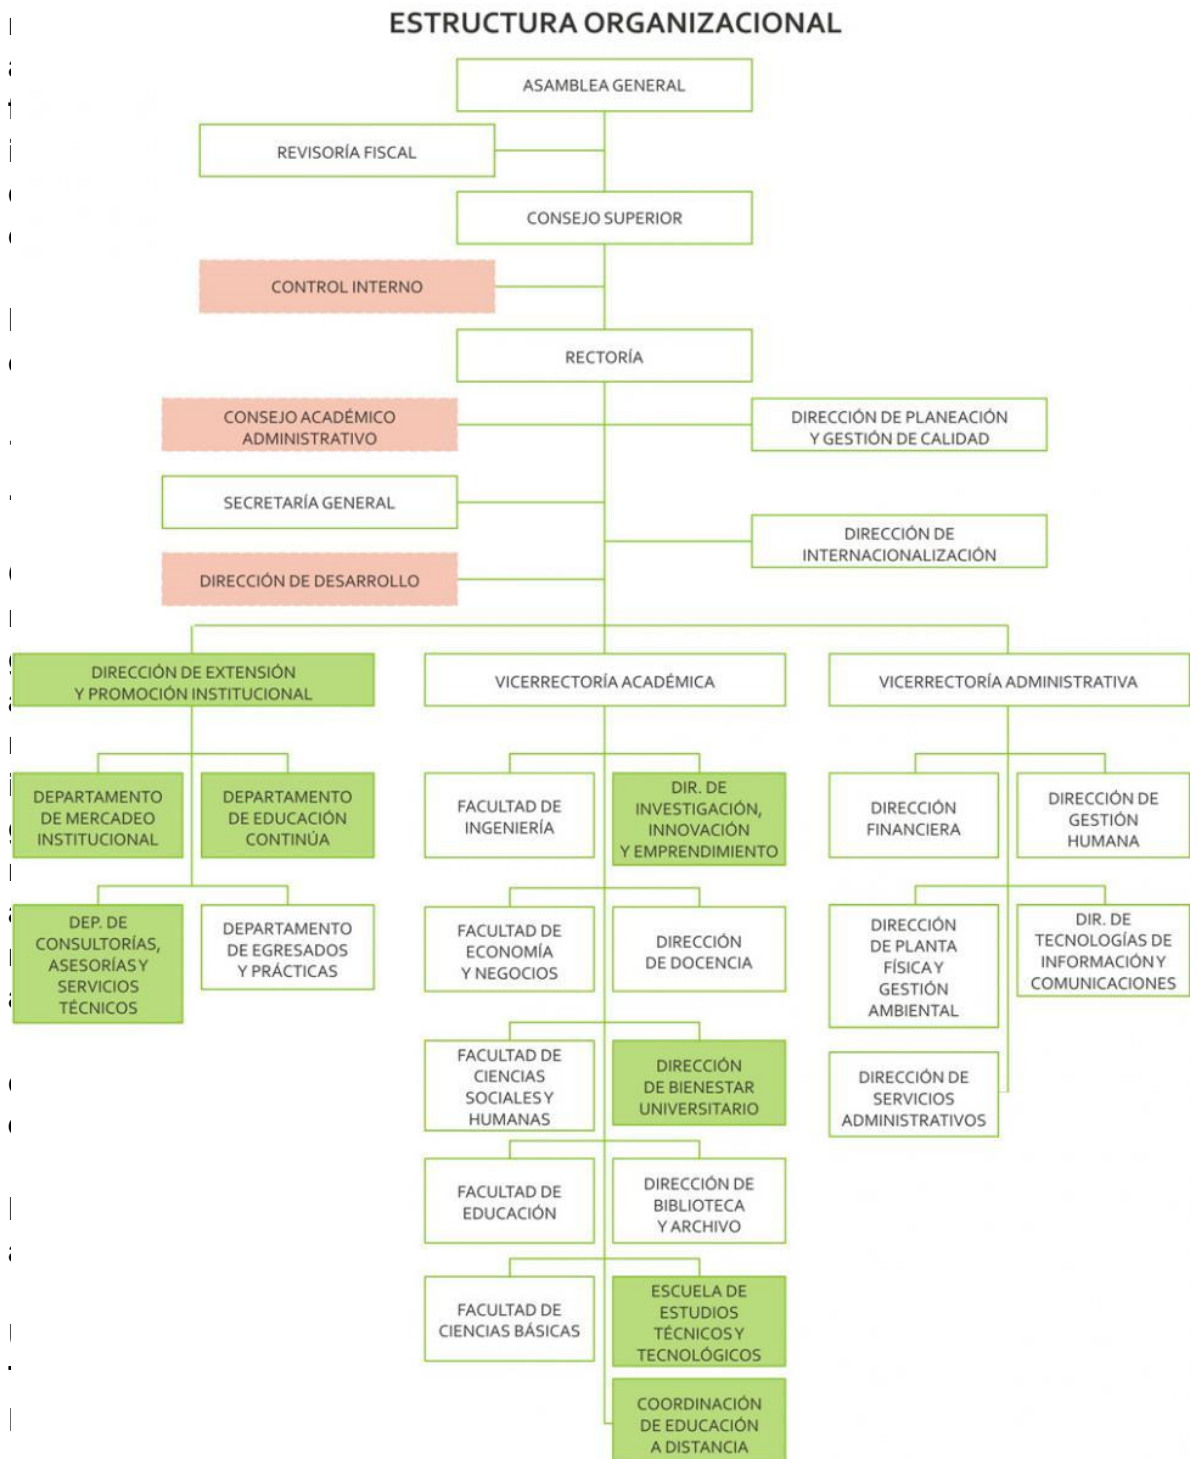 ESTRUCTURA ORGANIZACIONAL
ASAMBLEA GENERAL
REVISORÍA FISCAL
CONSEJO SUPERIOR
CONTROL INTERNO
RECTORÍA
CONSEJO ACADÉMICO
ADMINISTRATIVO
DIRECCIÓN DE PLANEACIÓN
Y GESTIÓN DE CALIDAD
SECRETARÍA GENERAL
DIRECCIÓN DE
INTERNACIONALIZACIÓN
DIRECCIÓN DE DESARROLLO
DIRECCIÓN DE EXTENSIÓN
Y PROMOCIÓN INSTITUCIONAL
VICERRECTORÍA ACADÉMICA
VICERRECTORÍA ADMINISTRATIVA
DEPARTAMENTO
DE MERCADEO
INSTITUCIONAL
DEPARTAMENTO
DE EDUCACIÓN
CONTINÚA
FACULTAD DE
INGENIERÍA
DIR. DE
INVESTIGACIÓN,
INNOVACIÓN
Y EMPRENDIMIENTO
DIRECCIÓN
FINANCIERA
DIRECCIÓN DE
GESTIÓN
HUMANA
DEP. DE
CONSULTORÍAS,
ASESORÍAS Y
SERVICIOS
TÉCNICOS
DEPARTAMENTO
DE EGRESADOS
Y PRÁCTICAS
FACULTAD DE
ECONOMÍA
Y NEGOCIOS
DIRECCIÓN
DE DOCENCIA
DIRECCIÓN
DE PLANTA
FÍSICA Y
GESTIÓN
AMBIENTAL
DIR. DE
TECNOLOGÍAS DE
INFORMACIÓN Y
COMUNICACIONES
FACULTAD DE
CIENCIAS
SOCIALES Y
HUMANAS
DIRECCIÓN
DE BIENESTAR
UNIVERSITARIO
DIRECCIÓN DE
SERVICIOS
ADMINISTRATIVOS
FACULTAD DE
EDUCACIÓN
DIRECCIÓN DE
BIBLIOTECA
Y ARCHIVO
FACULTAD DE
CIENCIAS BÁSICAS
ESCUELA DE
ESTUDIOS
TÉCNICOS Y
TECNOLÓGICOS
COORDINACIÓN
DE EDUCACIÓN
A DISTANCIA